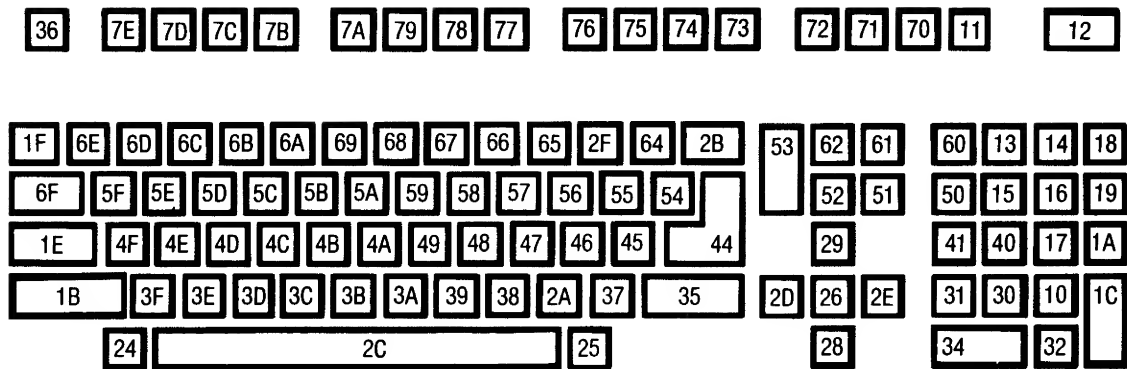 36 7E 7D 7C 7B 7A 79 78 77 76 75 74 73 72 71 70 11 12
1F 6E 6D 6C 6B 6A 69 68 67 66 65 2F 64 2B 53 62 61 60 13 14 18
6F 5F 5E 5D 5C 5B 5A 59 58 57 56 55 54 52 51 50 15 16 19
1E 4F 4E 4D 4C 4B 4A 49 48 47 46 45 44 29 41 40 17 1A
1B 3F 3E 3D 3C 3B 3A 39 38 2A 37 35 2D 26 2E 31 30 10 1C
24 2C 25 28 34 32